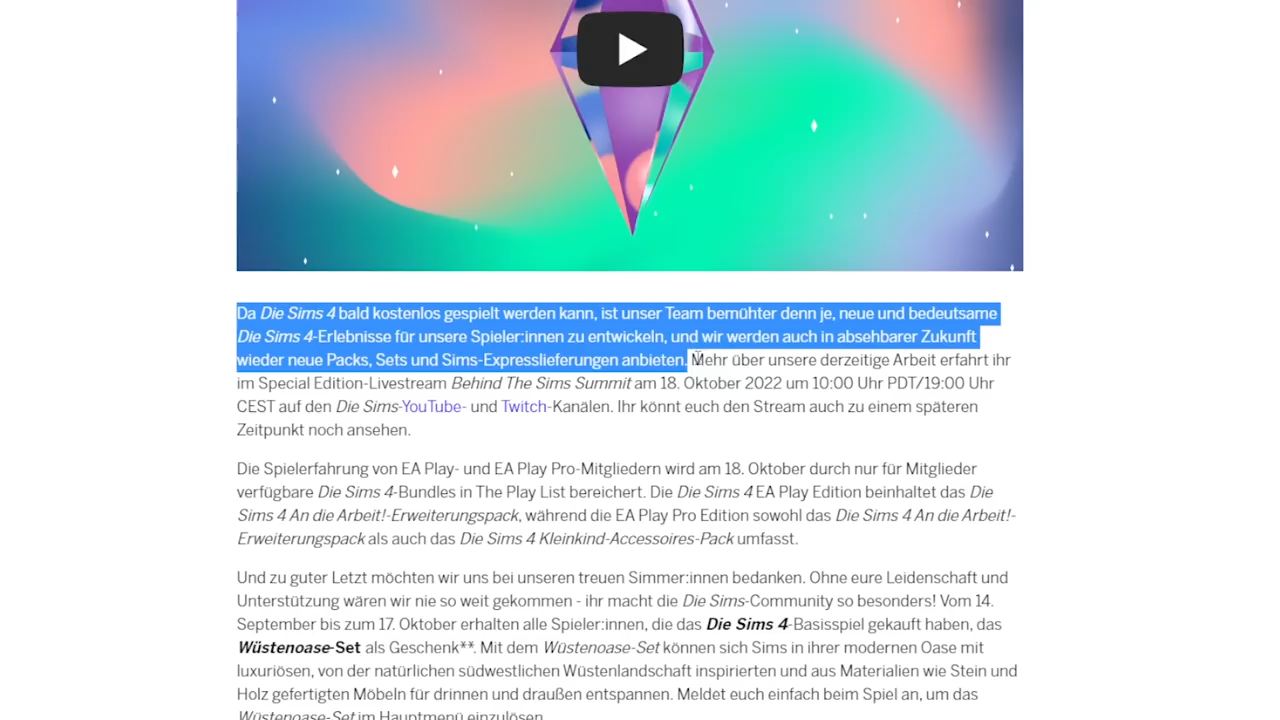 Da Die Sims 4 bald kostenlos gespielt werden kann, ist unser Team bemühter denn je, neue und bedeutsame
Die Sims 4-Erlebnisse für unsere Spieler:innen zu entwickeln, und wir werden auch in absehbarer Zukunft
wieder neue Packs, Sets und Sims-Expresslieferungen anbieten. Mehr über unsere derzeitige Arbeit erfahrt ihr
im Special Edition-Livestream Behind The Sims Summit am 18. Oktober 2022 um 10:00 Uhr PDT/19:00 Uhr
CEST auf den Die Sims-YouTube- und Twitch-Kanälen. Ihr könnt euch den Stream auch zu einem späteren
Zeitpunkt noch ansehen.
Die Spielerfahrung von EA Play- und EA Play Pro-Mitgliedern wird am 18. Oktober durch nur für Mitglieder
verfügbare Die Sims 4-Bundles in The Play List bereichert. Die Die Sims 4 EA Play Edition beinhaltet das Die
Sims 4 An die Arbeit!-Erweiterungspack, während die EA Play Pro Edition sowohl das Die Sims 4 An die Arbeit!-
Erweiterungspack als auch das Die Sims 4 Kleinkind-Accessoires-Pack umfasst.
Und zu guter Letzt möchten wir uns bei unseren treuen Simmer:innen bedanken. Ohne eure Leidenschaft und
Unterstützung wären wir nie so weit gekommen - ihr macht die Die Sims-Community so besonders! Vom 14.
September bis zum 17. Oktober erhalten alle Spieler:innen, die das Die Sims 4-Basisspiel gekauft haben, das
Wüstenoase-Set als Geschenk**. Mit dem Wüstenoase-Set können sich Sims in ihrer modernen Oase mit
luxuriösen, von der natürlichen südwestlichen Wüstenlandschaft inspirierten und aus Materialien wie Stein und
Holz gefertigten Möbeln für drinnen und draußen entspannen. Meldet euch einfach beim Spiel an, um das
Wüstenoase-Set im Hauptmenü einzulösen.